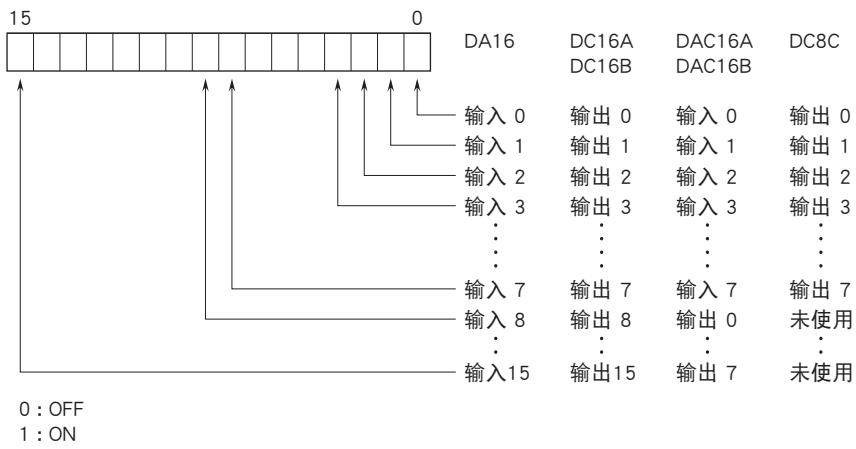 15 0
DA16 DC16A DAC16A DC8C
DC16B DAC16B
输入 0 输出 0 输入 0 输出 0
输入 1 输出 1 输入 1 输出 1
输入 2 输出 2 输入 2 输出 2
输入 3 输出 3 输入 3 输出 3
输入 7 输出 7 输入 7 输出 7
输入 8 输出 8 输出 0 未使用
输入15 输出15 输出 7 未使用
0：OFF
1：ON